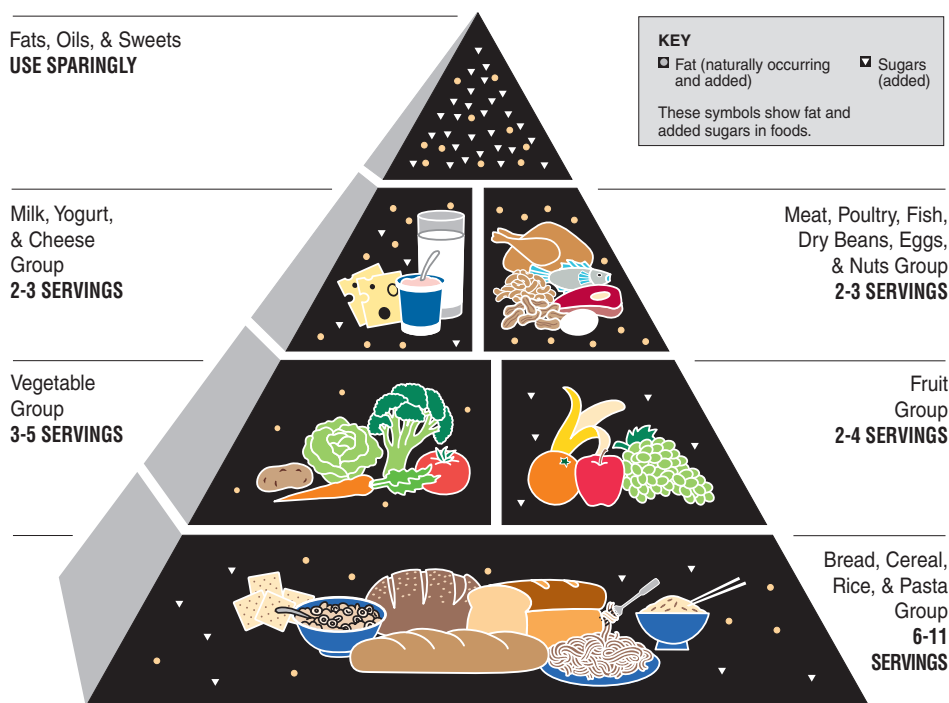 Fats, Oils, & Sweets
USE SPARINGLY
KEY
Fat (naturally occurring
and added)
Sugars
(added)
These symbols show fat and
added sugars in foods.
Milk, Yogurt,
& Cheese
Group
2-3 SERVINGS
Meat, Poultry, Fish,
Dry Beans, Eggs,
& Nuts Group
2-3 SERVINGS
Vegetable
Group
3-5 SERVINGS
Fruit
Group
2-4 SERVINGS
Bread, Cereal,
Rice, & Pasta
Group
6-11
SERVINGS